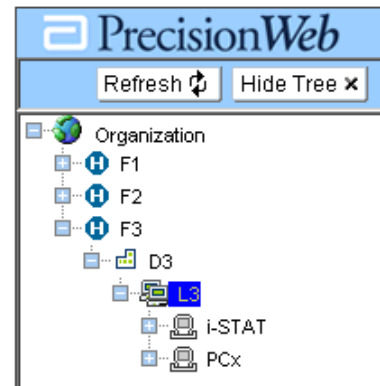 PrecisionWeb
Refresh Hide Tree ×
Organization
H F1
H F2
H F3
D3
L3
i-STAT
PCx